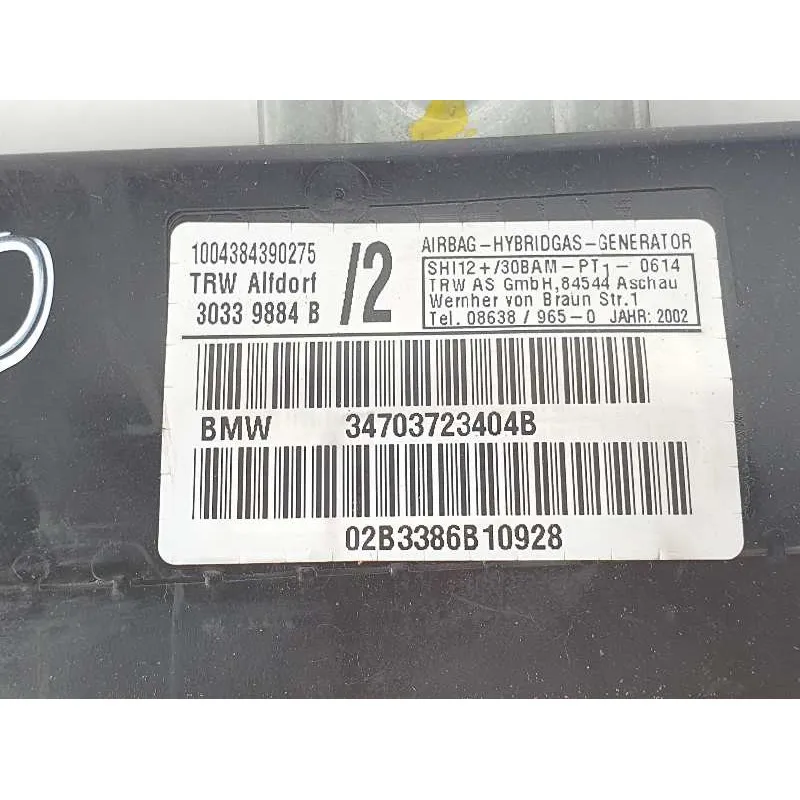 1004384390275
TRW Alfdorf
30339 9884 B
/2
AIRBAG-HYBRIDGAS-GENERATOR
SHI12+/30BAM-PT1-0614
TRW AS GmbH,84544 Aschau
Wernher von Braun Str.1
Tel. 08638 / 965-0 JAHR: 2002
BMW 34703723404B
02B3386B10928